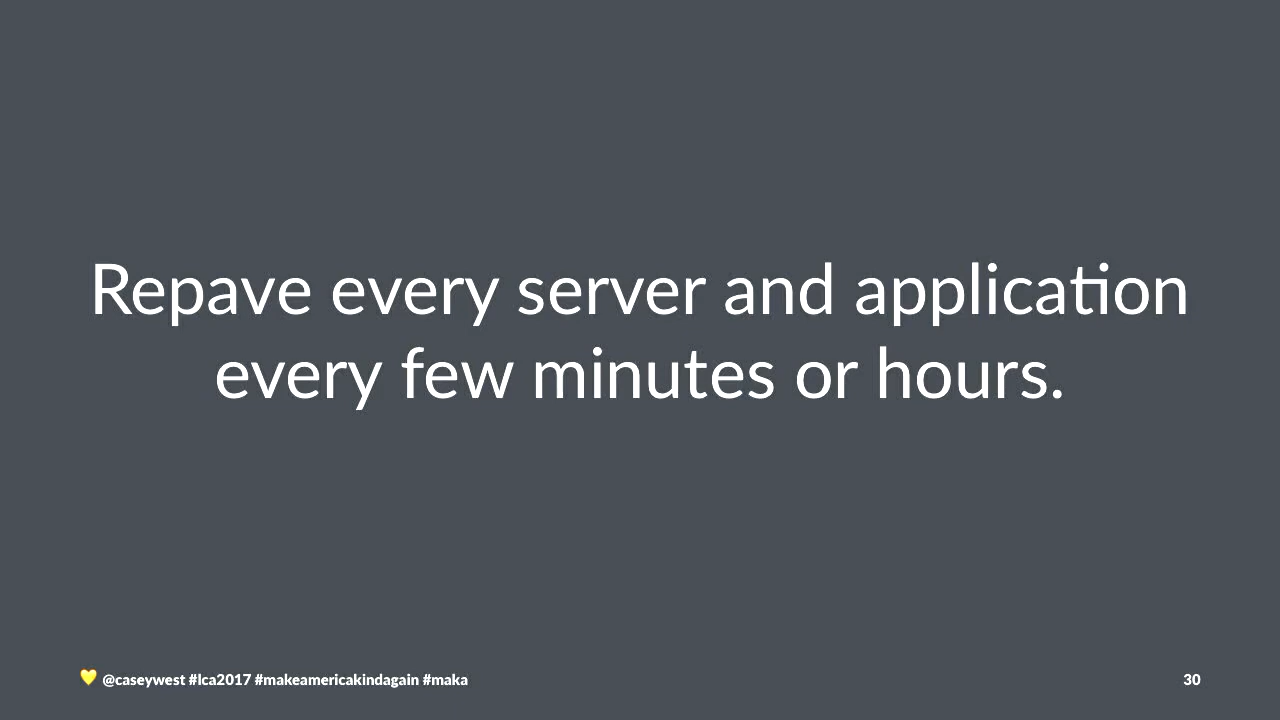 Repave every server and application
every few minutes or hours.
💛 @caseywest #lca2017 #makeamericakindagain #maka
30